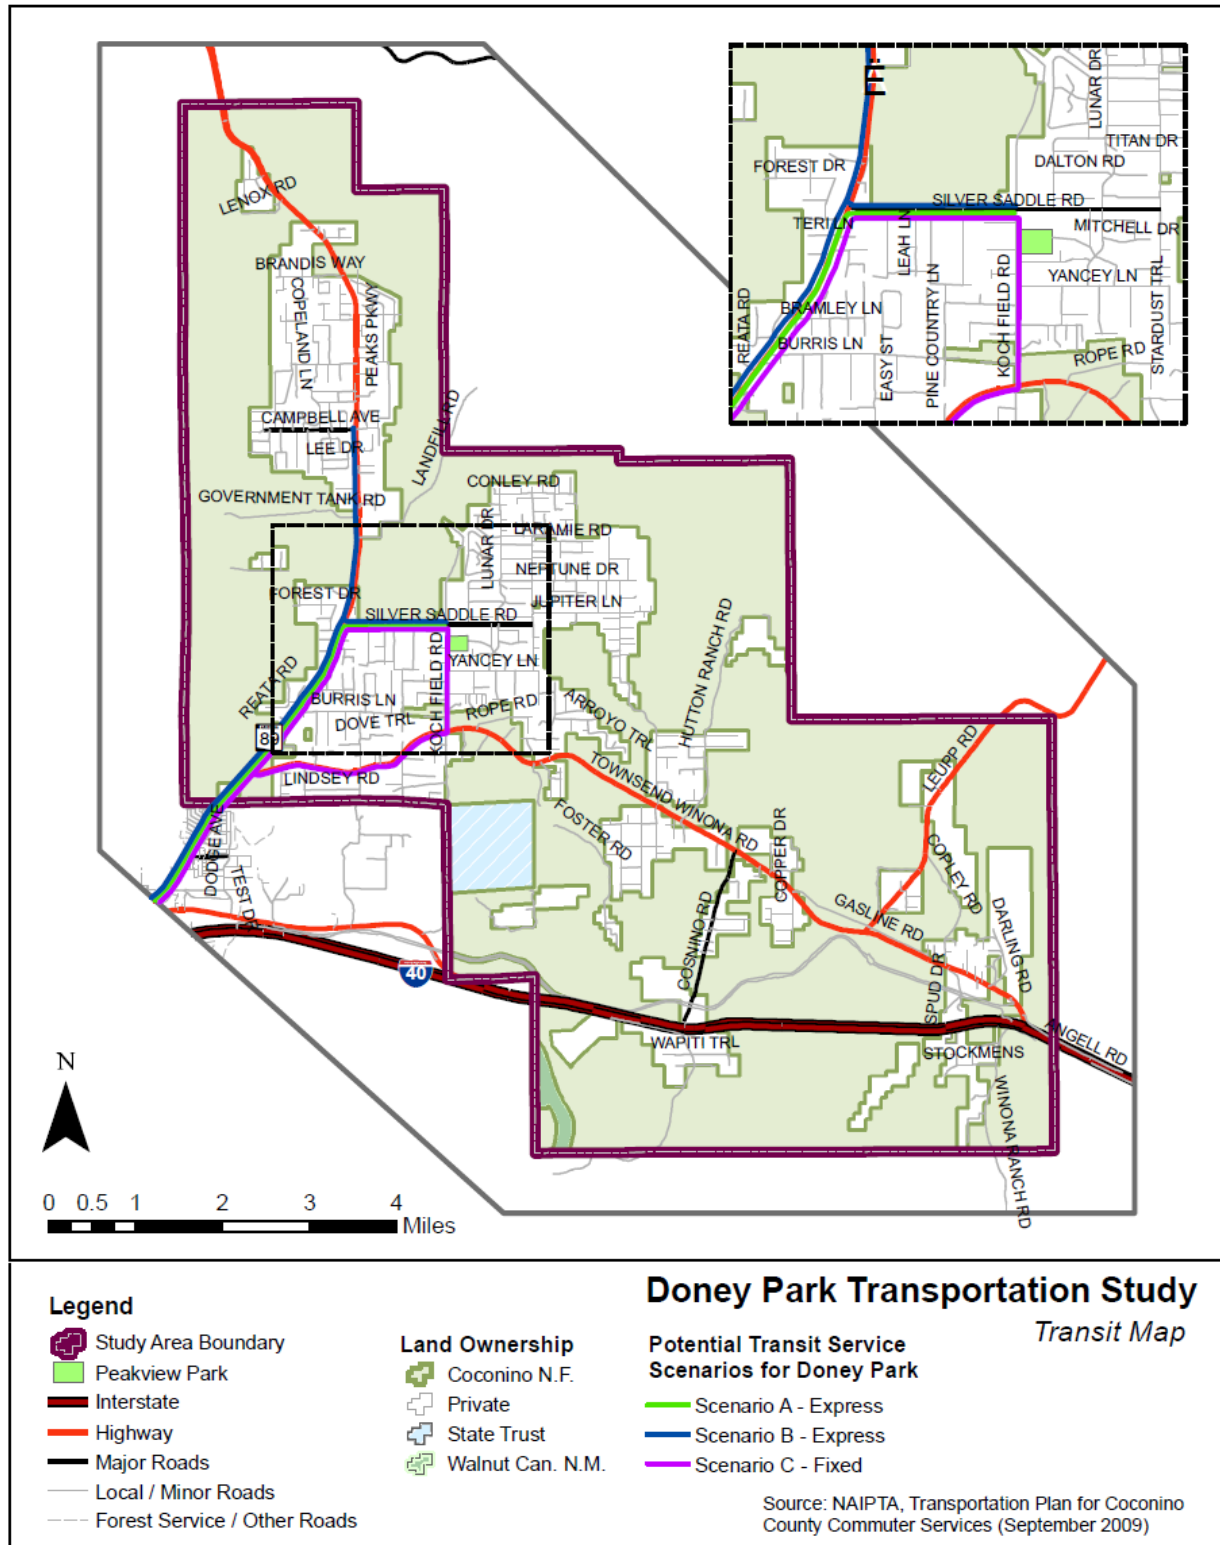 LUNAR DR
TITAN DR
FOREST DR
DALTON RD
SILVER SADDLE RD
TERI LN
LEAH LN
MITCHELL DR
YANCEY LN
REATA RD
BRAMLEY LN
BURRIS LN
EASY ST
PINE COUNTRY LN
KOCH FIELD RD
ROPE RD
STARDUST TRL
LENOX RD
BRANDIS WAY
COPELAND LN
PEAKS PKWY
CAMPBELL AVE
LEE DR
LANDFILL RD
GOVERNMENT TANK RD
CONLEY RD
LUNAR DR
LARAMIE RD
NEPTUNE DR
JUPITER LN
FOREST DR
SILVER SADDLE RD
HUTTON RANCH RD
YANCEY LN
KOCH FIELD RD
REATA RD
BURRIS LN
DOVE TRL
ROPE RD
ARROYO TRL
89
LINDSEY RD
TOWNSEND WINONA RD
LEUPP RD
FOSTER RD
COPPER DR
DODGE AVE
TEST DR
COPLEY RD
GASLINE RD
DARLING RD
COSNINO RD
SPUD DR
40
WAPITI TRL
STOCKMENS
ANGELL RD
WINONA RANCH RD
N
0 0.5 1 2 3 4
Miles
Doney Park Transportation Study
Transit Map
Legend
Study Area Boundary
Peakview Park
Interstate
Highway
Major Roads
Local / Minor Roads
Forest Service / Other Roads
Land Ownership
Coconino N.F.
Private
State Trust
Walnut Can. N.M.
Potential Transit Service
Scenarios for Doney Park
Scenario A - Express
Scenario B - Express
Scenario C - Fixed
Source: NAIPTA, Transportation Plan for Coconino
County Commuter Services (September 2009)